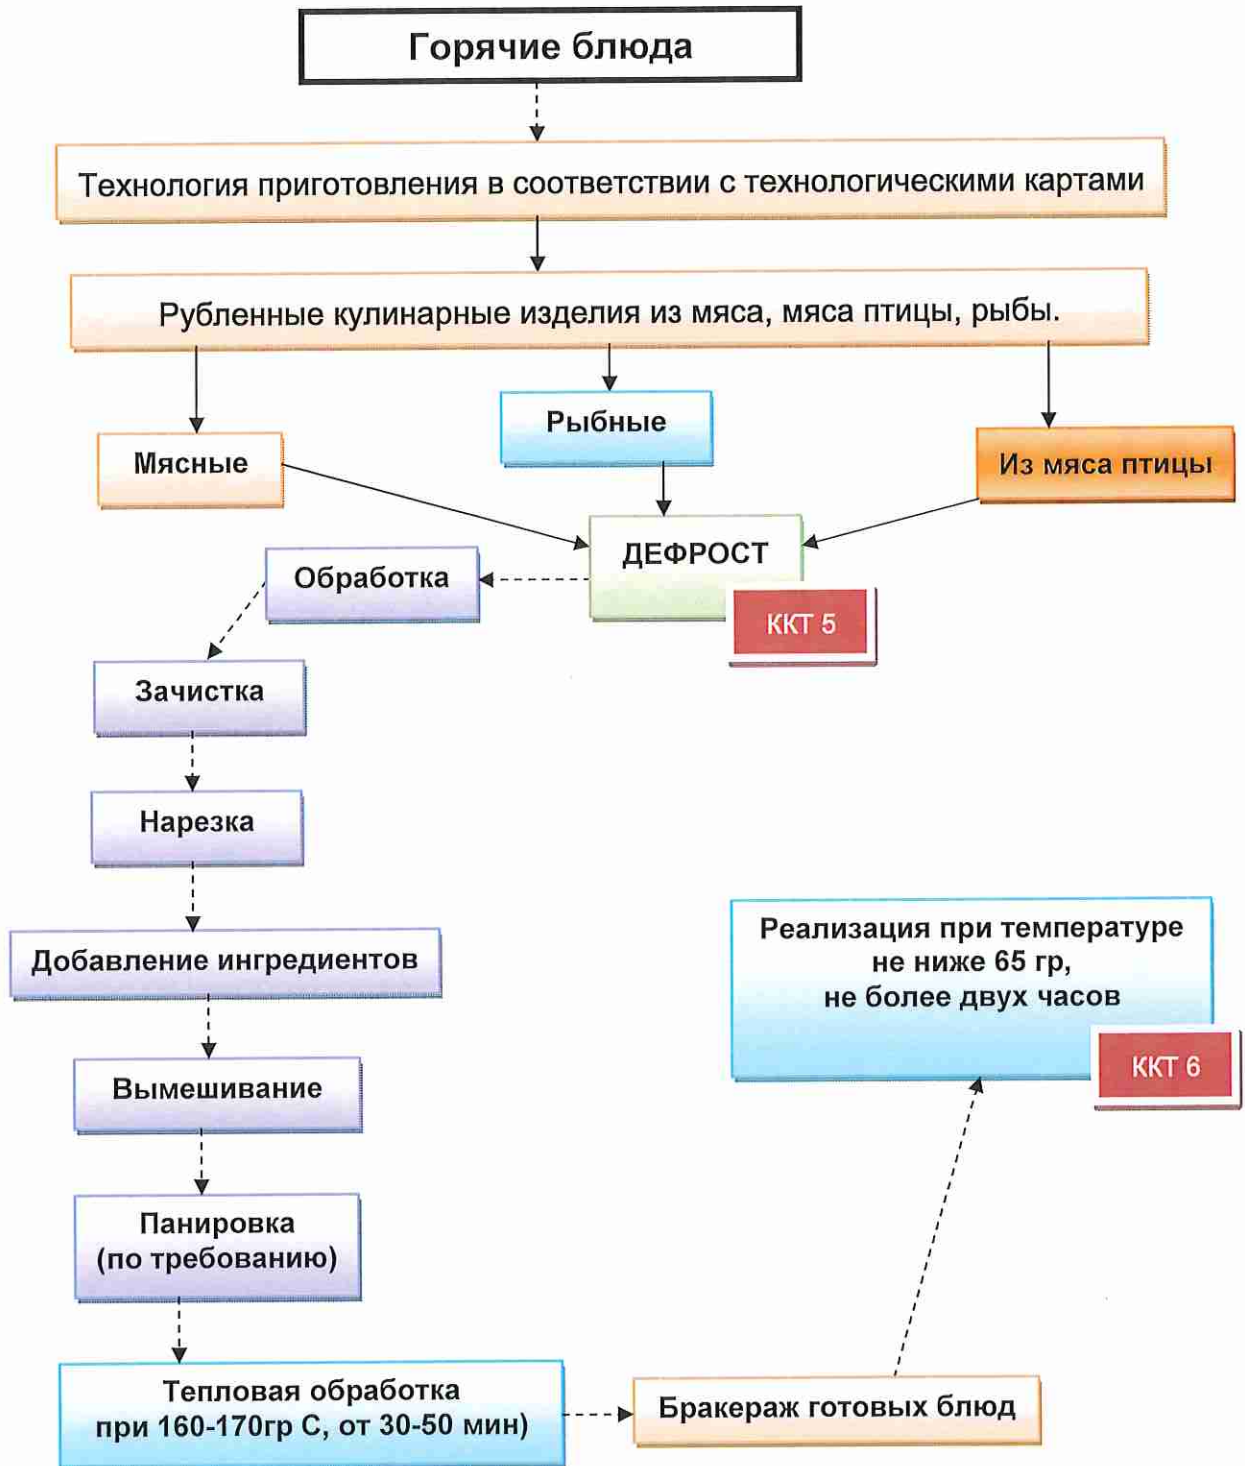 Горячие блюда
Технология приготовления в соответствии с технологическими картами
Рубленные кулинарные изделия из мяса, мяса птицы, рыбы.
Рыбные
Мясные
Из мяса птицы
ДЕФРОСТ
Обработка
ККТ 5
Зачистка
Нарезка
Добавление ингредиентов
Реализация при температуре
не ниже 65 гр,
не более двух часов
ККТ 6
Вымешивание
Панировка
(по требованию)
Тепловая обработка
при 160-170гр С, от 30-50 мин)
Бракераж готовых блюд